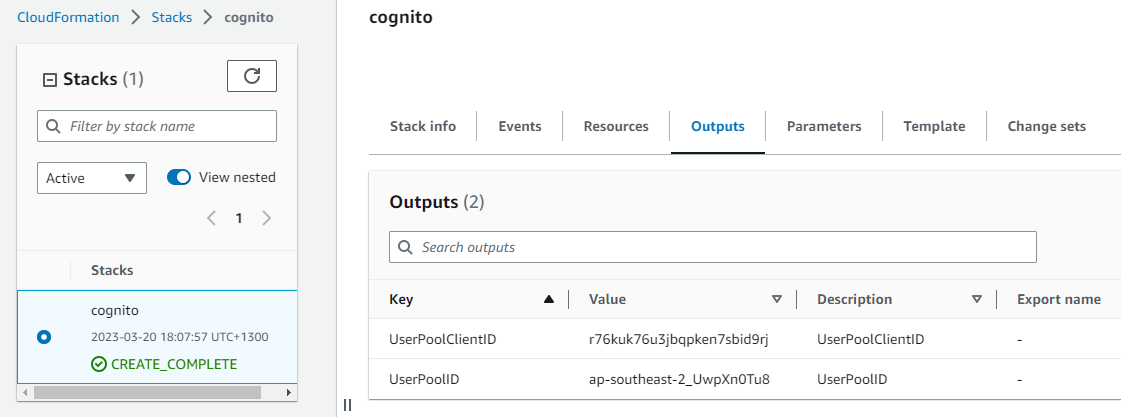 CloudFormation > Stacks > cognito
Stacks (1)
Filter by stack name
Active
View nested
1
Stacks
cognito
2023-03-20 18:07:57 UTC+1300
CREATE_COMPLETE
cognito
Stack info Events Resources Outputs Parameters Template Change sets
Outputs (2)
Search outputs
Key Value Description Export name
UserPoolClientID r76kuk76u3jbqpken7sbid9rj UserPoolClientID -
UserPoolID ap-southeast-2_UwpXn0Tu8 UserPoolID -